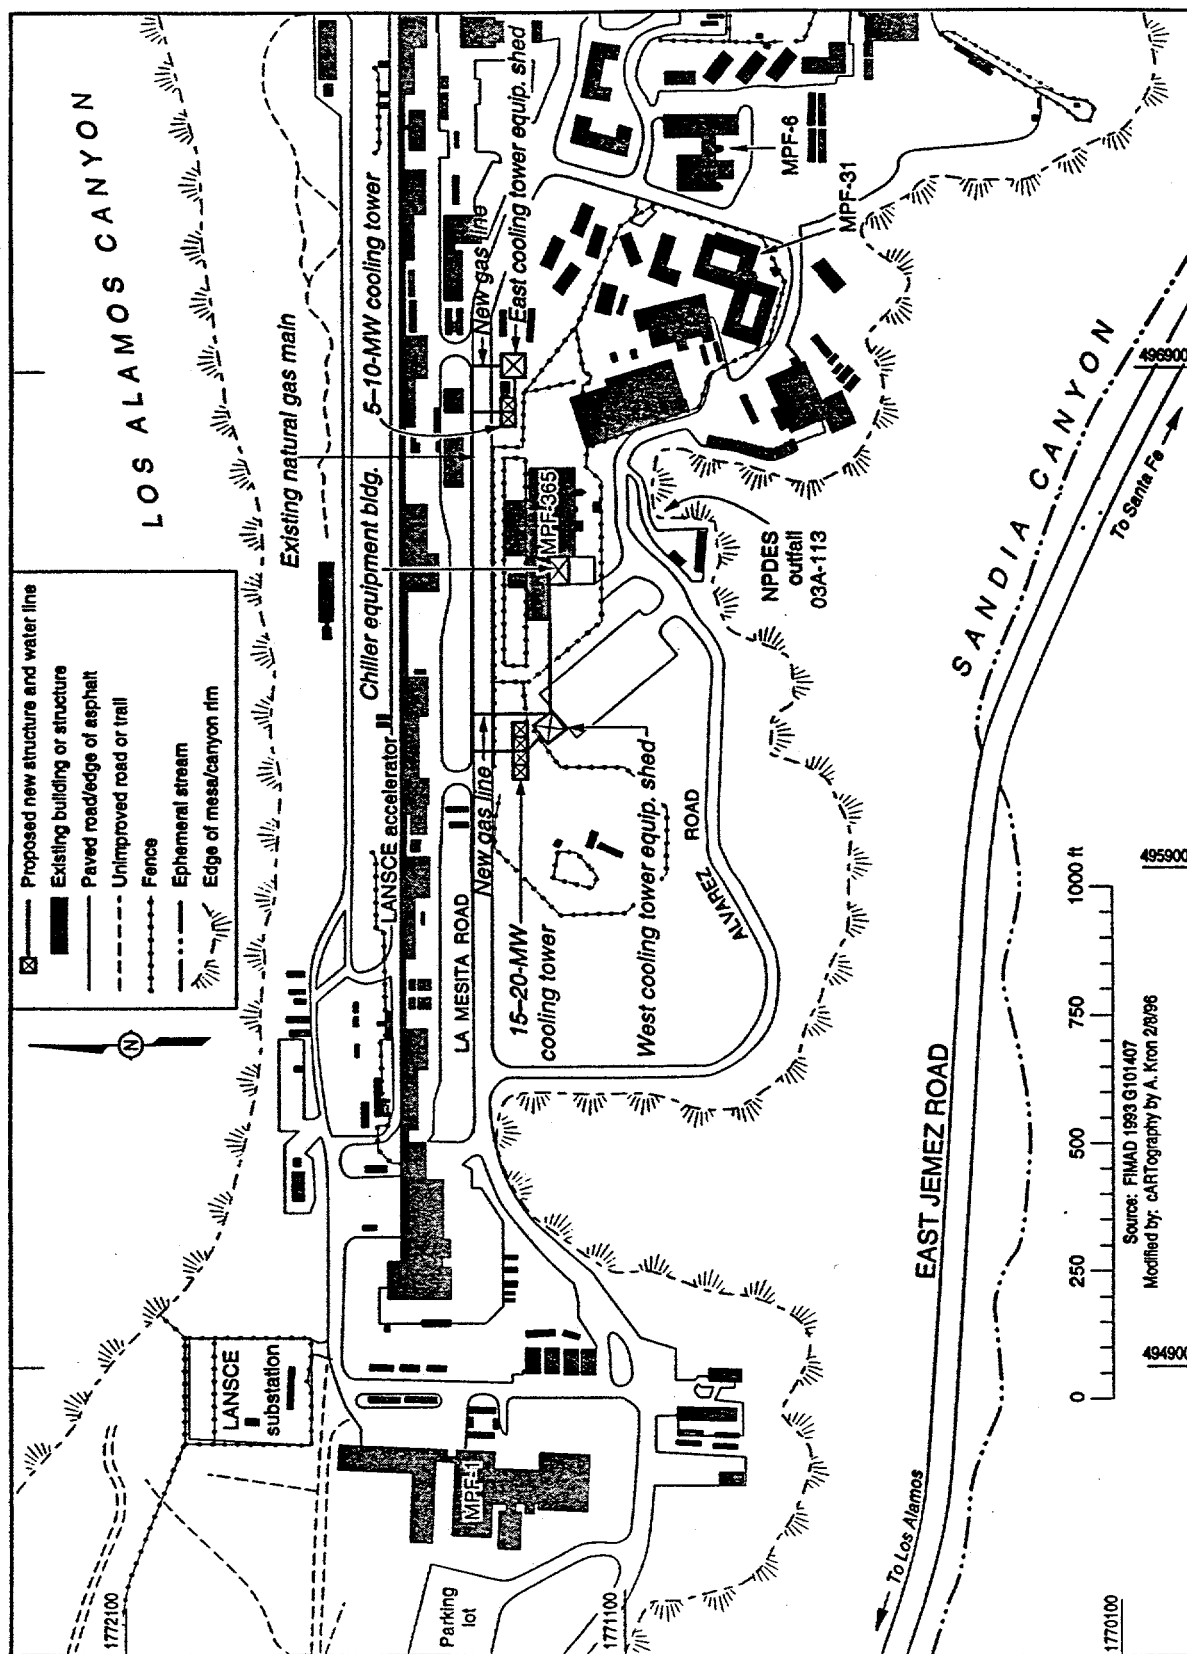 LOS ALAMOS CANYON
Proposed new structure and water line
Existing building or structure
Paved road/edge of asphalt
Unimproved road or trail
Fence
Ephemeral stream
Edge of mesa/canyon rim
N
Existing natural gas main
5–10-MW cooling tower
Chiller equipment bldg.
New gas line
East cooling tower equip. shed
LANSCE accelerator
LA MESITA ROAD
New gas line
15–20-MW
cooling tower
West cooling tower equip. shed
MPF-365
MPF-6
MPF-31
NPDES
outfall
03A-113
ALVAREZ
ROAD
LANSCE
substation
MPF-1
Parking
lot
SANDIA CANYON
EAST JEMEZ ROAD
To Los Alamos
To Santa Fe
1772100
1771100
1770100
494900
495900
496900
0
250
500
750
1000 ft
Source: FIMAD 1993 G101407
Modified by: cARTography by A. Kron 2/8/96